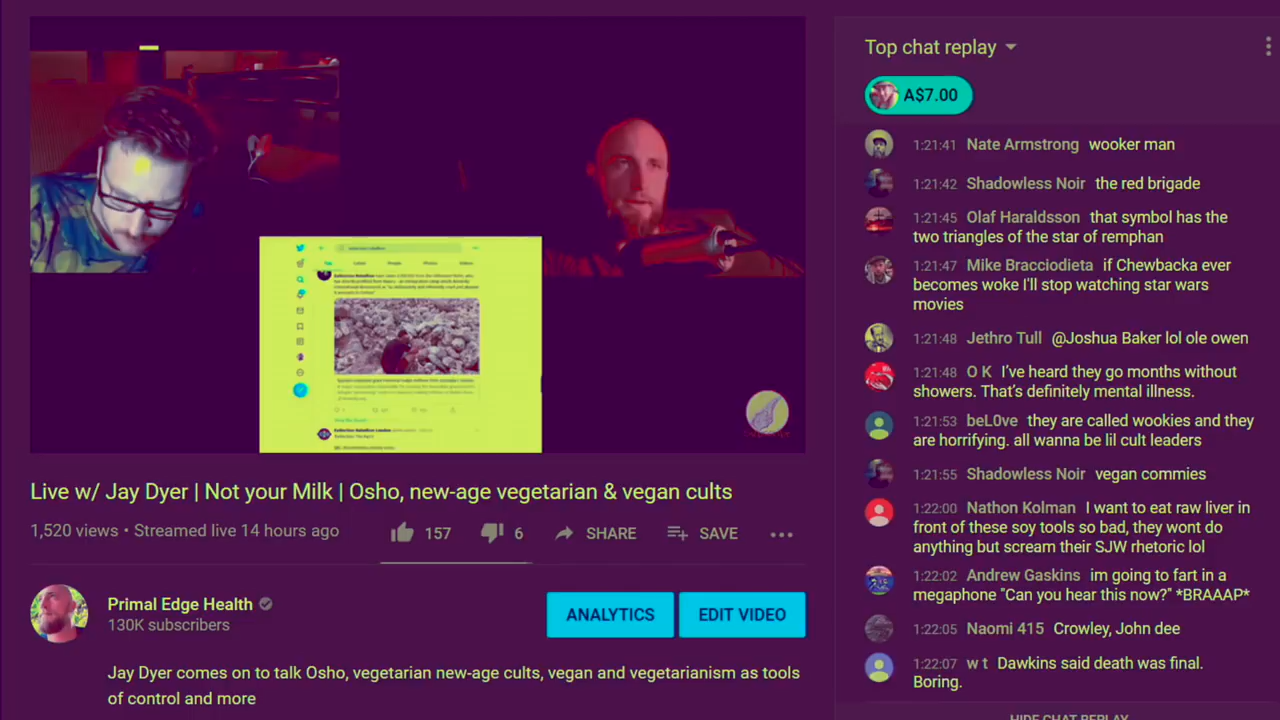 Top chat replay
A$7.00
1:21:41 Nate Armstrong wooker man
1:21:42 Shadowless Noir the red brigade
1:21:45 Olaf Haraldsson that symbol has the
two triangles of the star of remphan
1:21:47 Mike Bracciodieta if Chewbacka ever
becomes woke I'll stop watching star wars
movies
1:21:48 Jethro Tull @Joshua Baker lol ole owen
1:21:48 O K I've heard they go months without
showers. That's definitely mental illness.
1:21:53 beL0ve they are called wookies and they
are horrifying. all wanna be lil cult leaders
1:21:55 Shadowless Noir vegan commies
1:22:00 Nathon Kolman I want to eat raw liver in
front of these soy tools so bad, they wont do
anything but scream their SJW rhetoric lol
1:22:02 Andrew Gaskins im going to fart in a
megaphone "Can you hear this now?" *BRAAAP*
1:22:05 Naomi 415 Crowley, John dee
1:22:07 w t Dawkins said death was final.
Boring.
HIDE CHAT REPLAY
Live w/ Jay Dyer | Not your Milk | Osho, new-age vegetarian & vegan cults
1,520 views • Streamed live 14 hours ago
157
6
SHARE
SAVE
Primal Edge Health
130K subscribers
ANALYTICS
EDIT VIDEO
Jay Dyer comes on to talk Osho, vegetarian new-age cults, vegan and vegetarianism as tools
of control and more